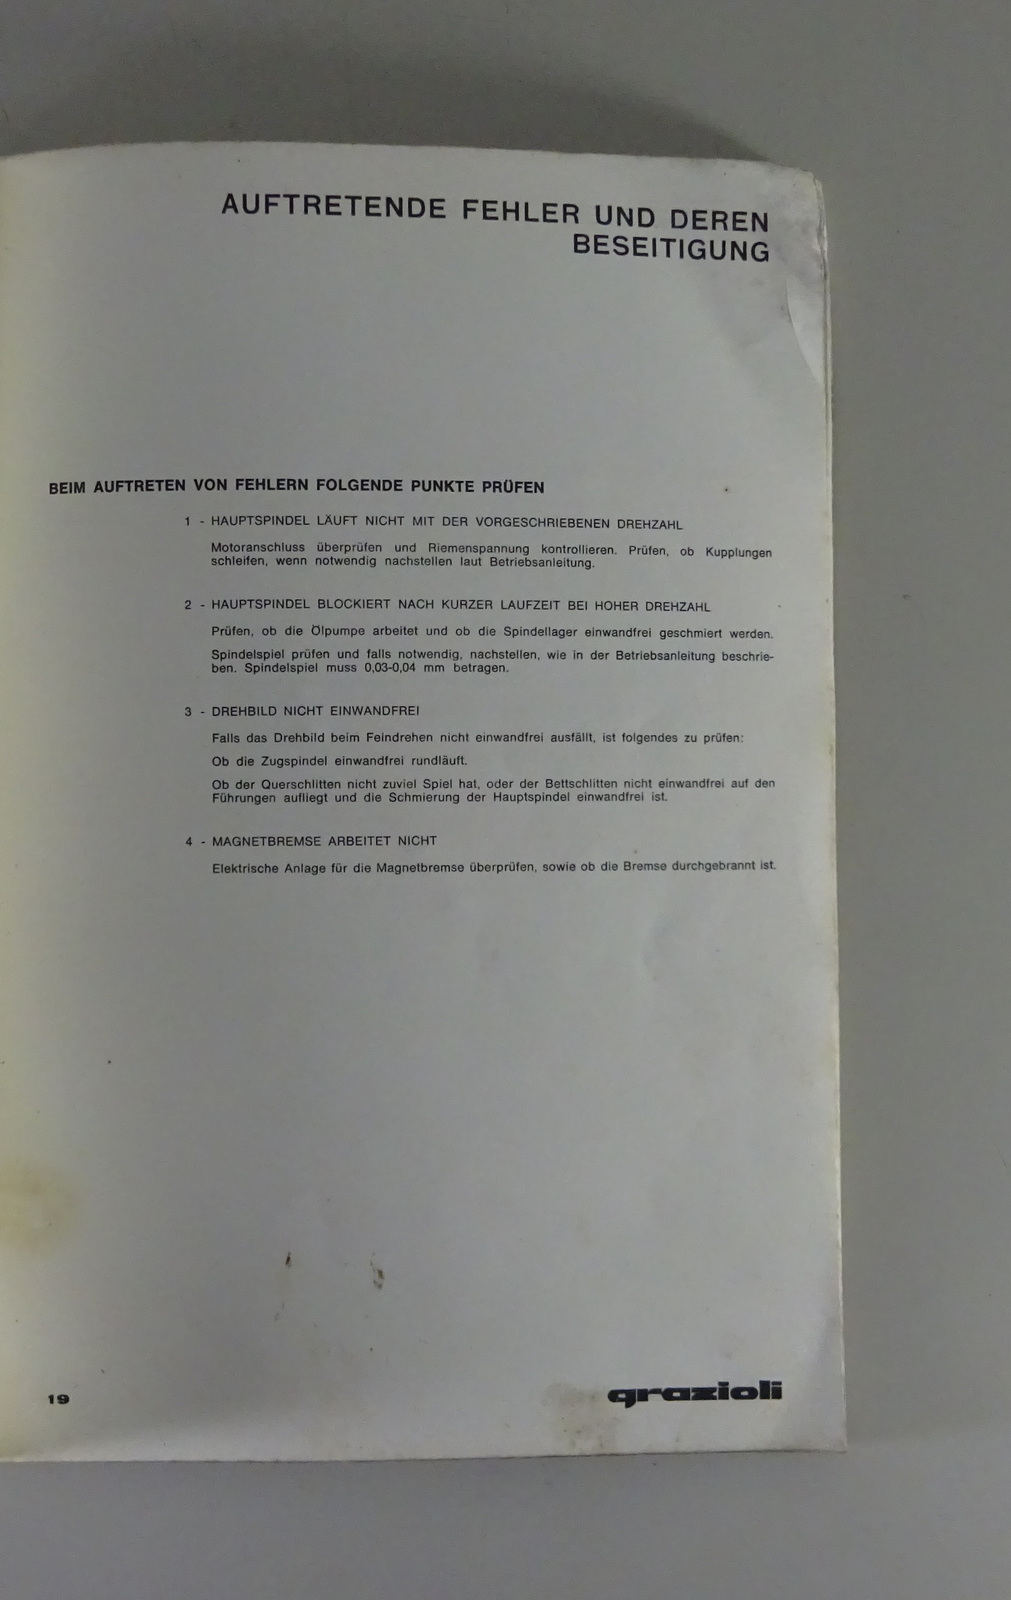 AUFTRETENDE FEHLER UND DEREN
BESEITIGUNG
BEIM AUFTRETEN VON FEHLERN FOLGENDE PUNKTE PRÜFEN
1 - HAUPTSPINDEL LÄUFT NICHT MIT DER VORGESCHRIEBENEN DREHZAHL
Motoranschluss überprüfen und Riemenspannung kontrollieren. Prüfen, ob Kupplungen
schleifen, wenn notwendig nachstellen laut Betriebsanleitung.
2 - HAUPTSPINDEL BLOCKIERT NACH KURZER LAUFZEIT BEI HOHER DREHZAHL
Prüfen, ob die Ölpumpe arbeitet und ob die Spindellager einwandfrei geschmiert werden.
Spindelspiel prüfen und falls notwendig, nachstellen, wie in der Betriebsanleitung beschrie-
ben. Spindelspiel muss 0,03-0,04 mm betragen.
3 - DREHBILD NICHT EINWANDFREI
Falls das Drehbild beim Feindrehen nicht einwandfrei ausfällt, ist folgendes zu prüfen:
Ob die Zugspindel einwandfrei rundläuft.
Ob der Querschlitten nicht zuviel Spiel hat, oder der Bettschlitten nicht einwandfrei auf den
Führungen aufliegt und die Schmierung der Hauptspindel einwandfrei ist.
4 - MAGNETBREMSE ARBEITET NICHT
Elektrische Anlage für die Magnetbremse überprüfen, sowie ob die Bremse durchgebrannt ist.
19
grazioli